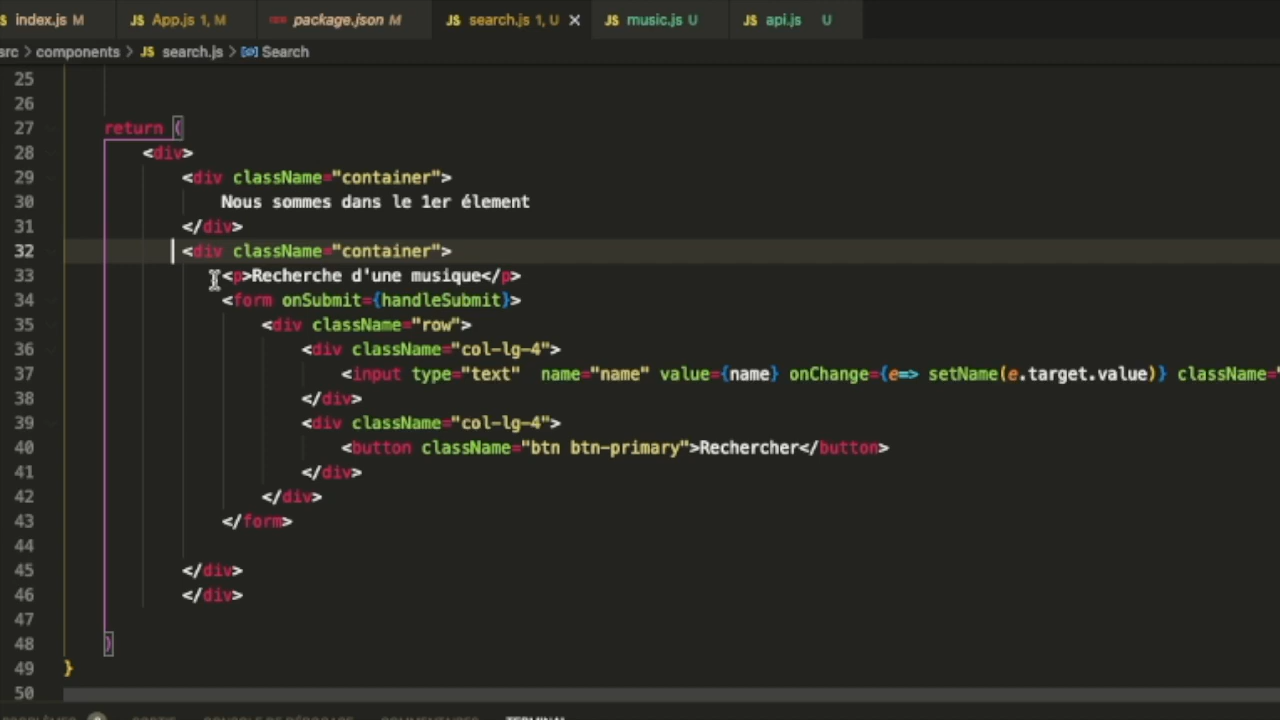 index.js M JS App.js 1, M package.json M JS search.js 1, U × JS music.js U JS api.js U
src > components > JS search.js > Search
25
26
27 return (
28 <div>
29 <div className="container">
30 Nous sommes dans le 1er élement
31 </div>
32 <div className="container">
33 <p>Recherche d'une musique</p>
34 <form onSubmit={handleSubmit}>
35 <div className="row">
36 <div className="col-lg-4">
37 <input type="text" name="name" value={name} onChange={e=> setName(e.target.value)} className="
38 </div>
39 <div className="col-lg-4">
40 <button className="btn btn-primary">Rechercher</button>
41 </div>
42 </div>
43 </form>
44
45 </div>
46 </div>
47
48 )
49 }
50